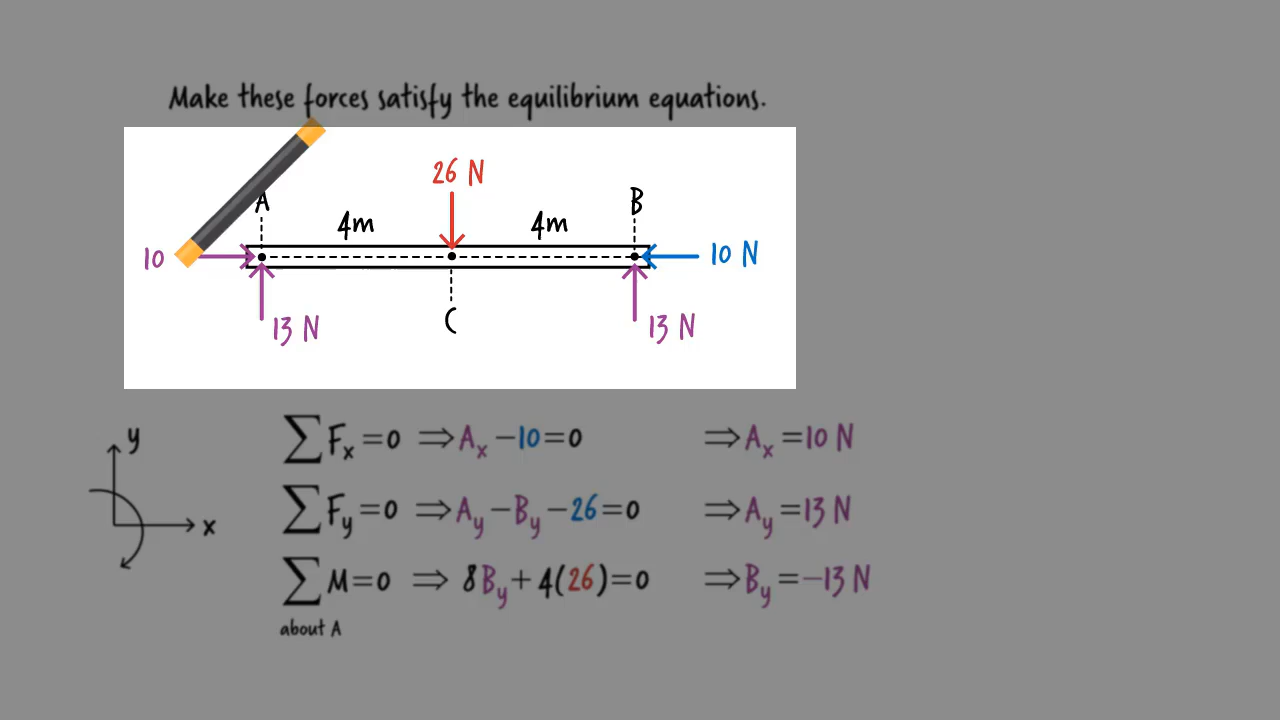 Make these forces satisfy the equilibrium equations.
26 N
A
B
4m
4m
10
10 N
13 N
C
13 N
y
x
∑ Fx = 0 ⇒ Ax − 10 = 0 ⇒ Ax = 10 N
∑ Fy = 0 ⇒ Ay − By − 26 = 0 ⇒ Ay = 13 N
∑ M = 0 ⇒ 8By + 4(26) = 0 ⇒ By = −13 N
about A